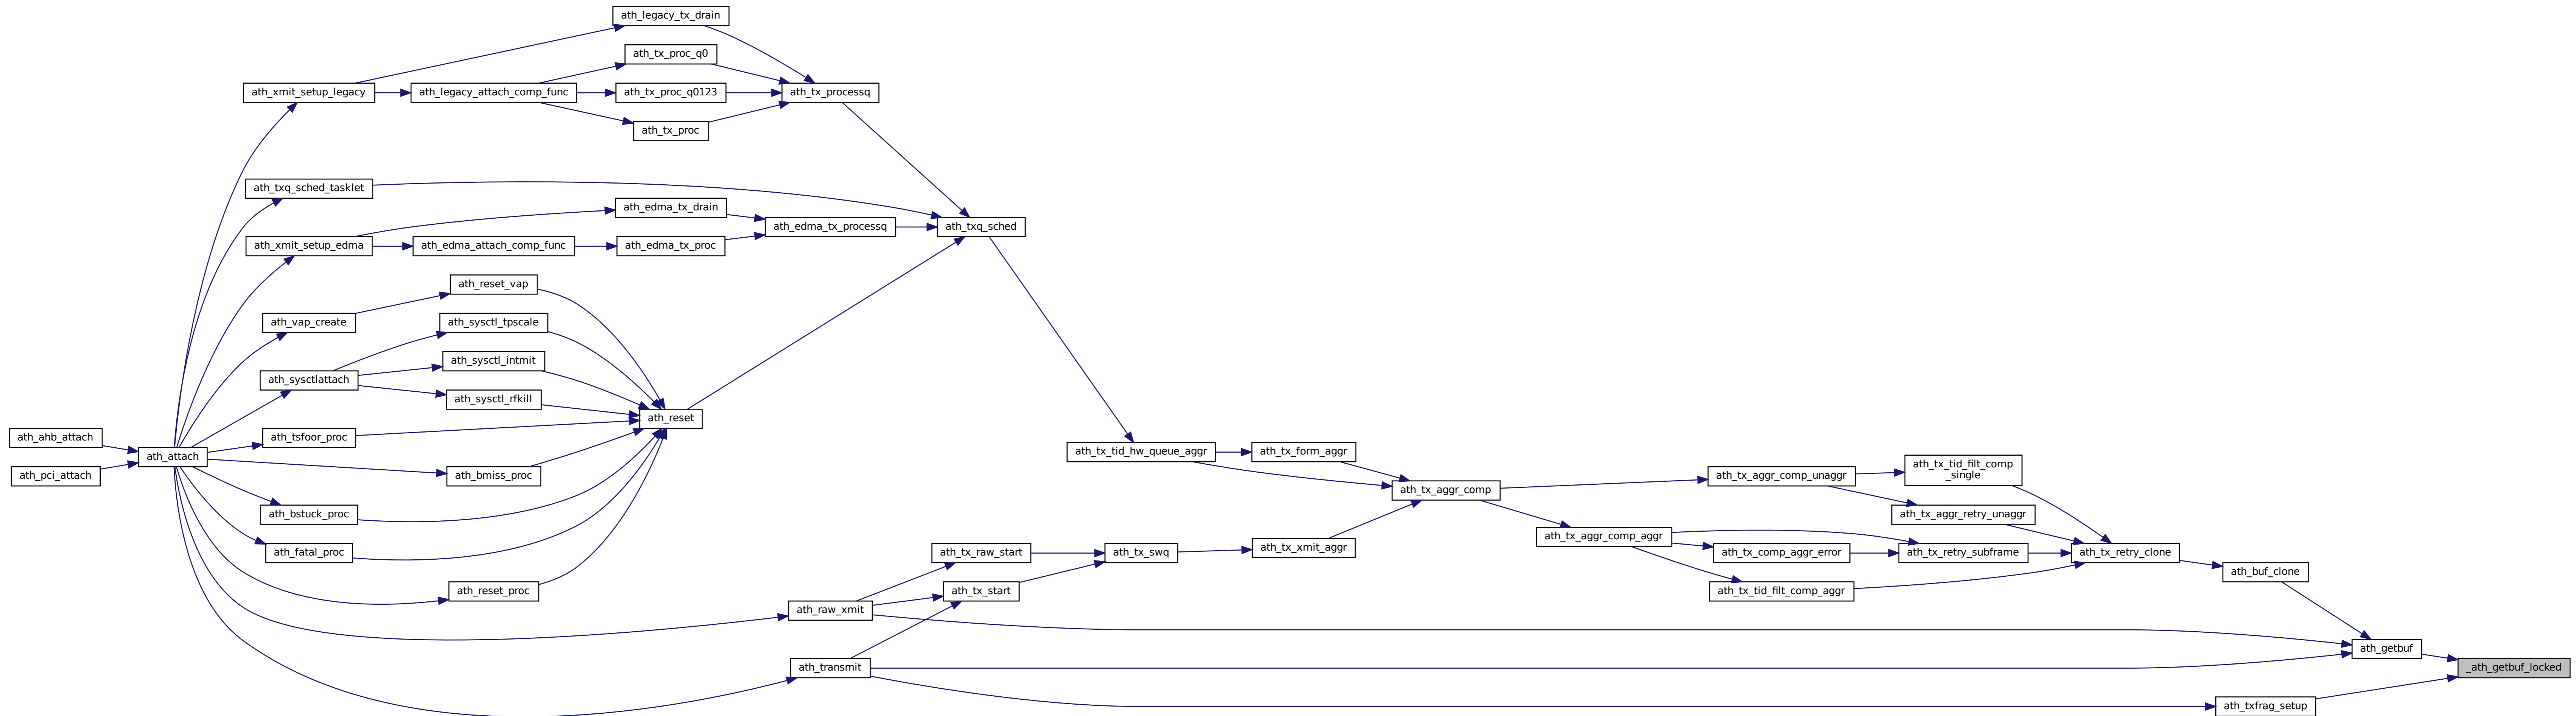 ath_legacy_tx_drain
ath_tx_proc_q0
ath_xmit_setup_legacy
ath_legacy_attach_comp_func
ath_tx_proc_q0123
ath_tx_processq
ath_tx_proc
ath_txq_sched_tasklet
ath_edma_tx_drain
ath_edma_tx_processq
ath_txq_sched
ath_xmit_setup_edma
ath_edma_attach_comp_func
ath_edma_tx_proc
ath_reset_vap
ath_vap_create
ath_sysctl_tpscale
ath_sysctl_intmit
ath_sysctlattach
ath_sysctl_rfkill
ath_reset
ath_ahb_attach
ath_tsfoor_proc
ath_attach
ath_pci_attach
ath_bmiss_proc
ath_tx_tid_hw_queue_aggr
ath_tx_form_aggr
ath_tx_aggr_comp
ath_tx_aggr_comp_unaggr
ath_tx_tid_filt_comp
_single
ath_bstuck_proc
ath_tx_aggr_retry_unaggr
ath_tx_aggr_comp_aggr
ath_fatal_proc
ath_tx_raw_start
ath_tx_swq
ath_tx_xmit_aggr
ath_tx_comp_aggr_error
ath_tx_retry_subframe
ath_tx_retry_clone
ath_buf_clone
ath_reset_proc
ath_tx_start
ath_tx_tid_filt_comp_aggr
ath_raw_xmit
ath_getbuf
ath_transmit
_ath_getbuf_locked
ath_txfrag_setup